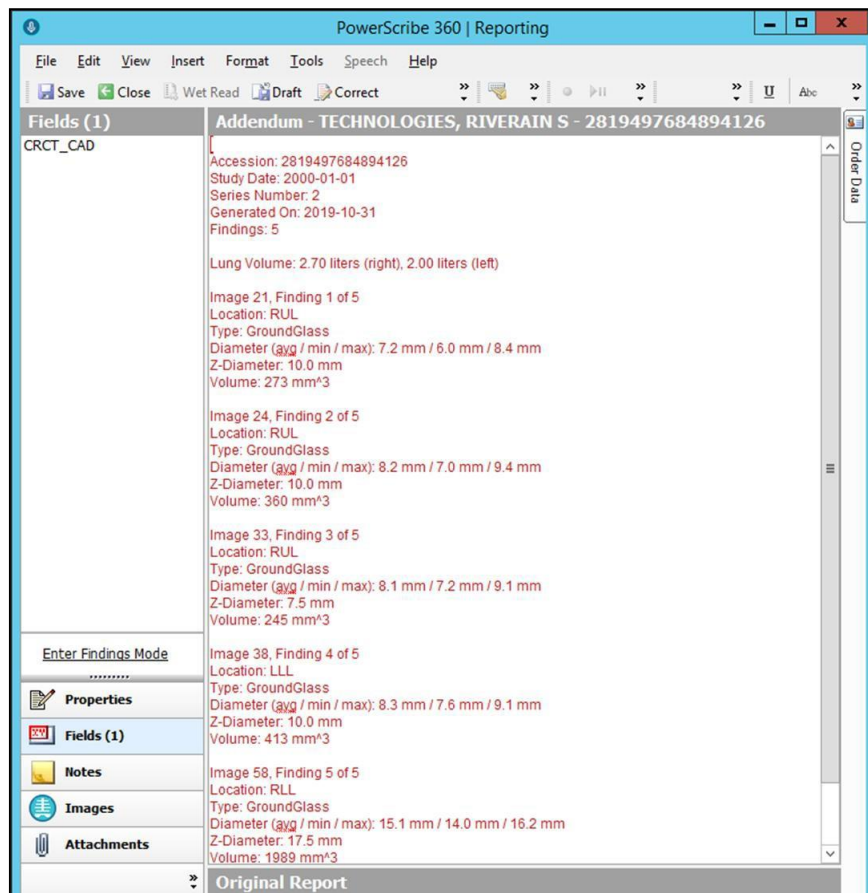 PowerScribe 360 | Reporting
File Edit View Insert Format Tools Speech Help
Save Close Wet Read Draft Correct U Abc
Fields (1)
CRCT_CAD
Addendum - TECHNOLOGIES, RIVERAIN S - 2819497684894126
Order Data
Accession: 2819497684894126
Study Date: 2000-01-01
Series Number: 2
Generated On: 2019-10-31
Findings: 5
Lung Volume: 2.70 liters (right), 2.00 liters (left)
Image 21, Finding 1 of 5
Location: RUL
Type: GroundGlass
Diameter (avg / min / max): 7.2 mm / 6.0 mm / 8.4 mm
Z-Diameter: 10.0 mm
Volume: 273 mm^3
Image 24, Finding 2 of 5
Location: RUL
Type: GroundGlass
Diameter (avg / min / max): 8.2 mm / 7.0 mm / 9.4 mm
Z-Diameter: 10.0 mm
Volume: 360 mm^3
Image 33, Finding 3 of 5
Location: RUL
Type: GroundGlass
Diameter (avg / min / max): 8.1 mm / 7.2 mm / 9.1 mm
Z-Diameter: 7.5 mm
Volume: 245 mm^3
Image 38, Finding 4 of 5
Location: LLL
Type: GroundGlass
Diameter (avg / min / max): 8.3 mm / 7.6 mm / 9.1 mm
Z-Diameter: 10.0 mm
Volume: 413 mm^3
Image 58, Finding 5 of 5
Location: RLL
Type: GroundGlass
Diameter (avg / min / max): 15.1 mm / 14.0 mm / 16.2 mm
Z-Diameter: 17.5 mm
Volume: 1989 mm^3
Enter Findings Mode
Properties
Fields (1)
Notes
Images
Attachments
Original Report